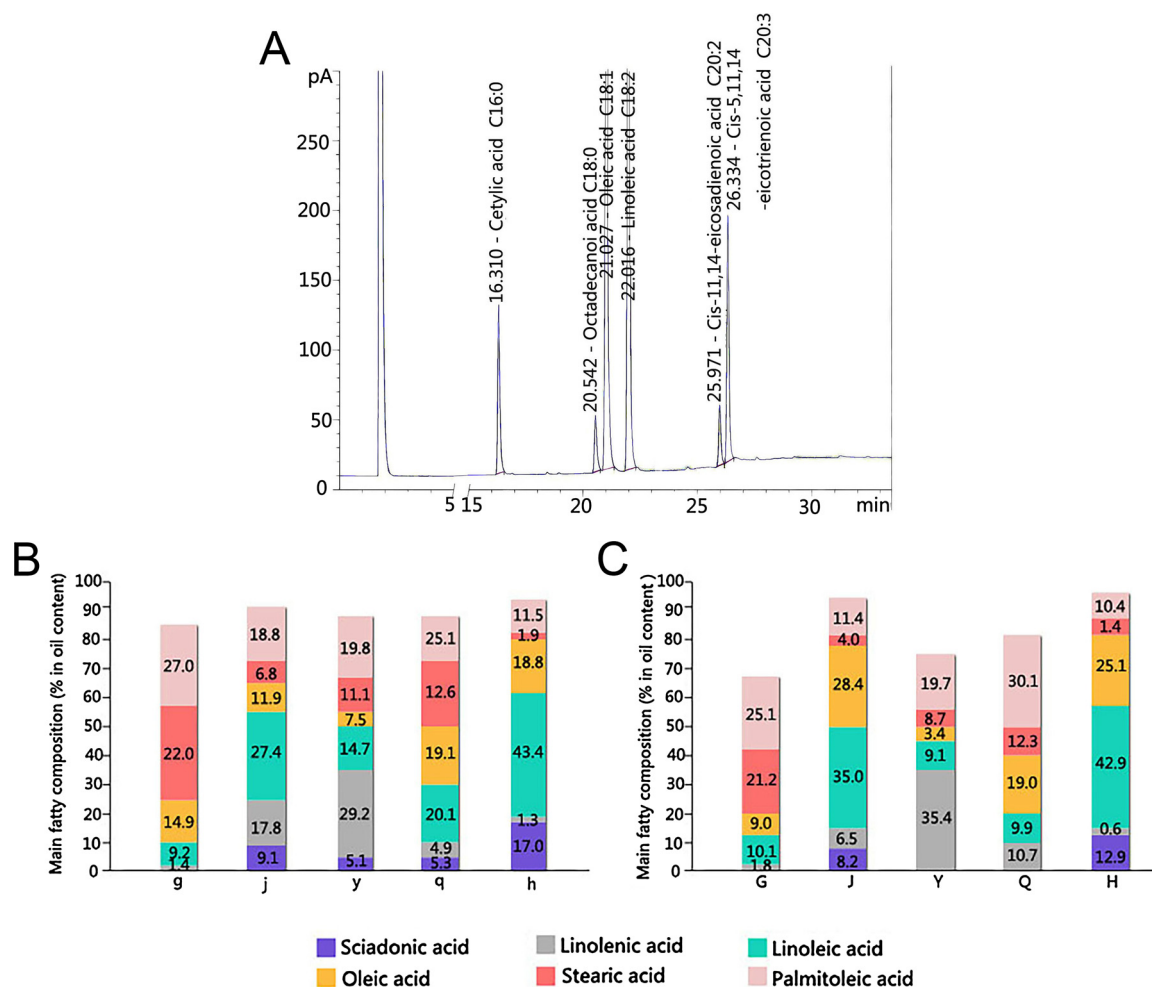 A
pA
250
200
150
100
50
0
5
15
20
25
30
min
16.310 - Cetylic acid C16:0
20.542 - Octadecanoi acid C18:0
21.027 - Oleic acid C18:1
22.016 - Linoleic acid C18:2
25.971 - Cis-11,14-eicosadienoic acid C20:2
26.334 - Cis-5,11,14
-eicotrienoic acid C20:3
B
Main fatty composition (% in oil content)
100
90
80
70
60
50
40
30
20
10
0
27.0
22.0
14.9
9.2
1.4
g
18.8
6.8
11.9
27.4
17.8
9.1
j
19.8
11.1
7.5
14.7
29.2
5.1
y
25.1
12.6
19.1
20.1
4.9
5.3
q
11.5
1.9
18.8
43.4
1.3
17.0
h
C
Main fatty composition (% in oil content )
100
90
80
70
60
50
40
30
20
10
0
25.1
21.2
9.0
10.1
1.8
G
11.4
4.0
28.4
35.0
6.5
8.2
J
19.7
8.7
3.4
9.1
35.4
Y
30.1
12.3
19.0
9.9
10.7
Q
10.4
1.4
25.1
42.9
0.6
12.9
H
Sciadonic acid
Linolenic acid
Linoleic acid
Oleic acid
Stearic acid
Palmitoleic acid